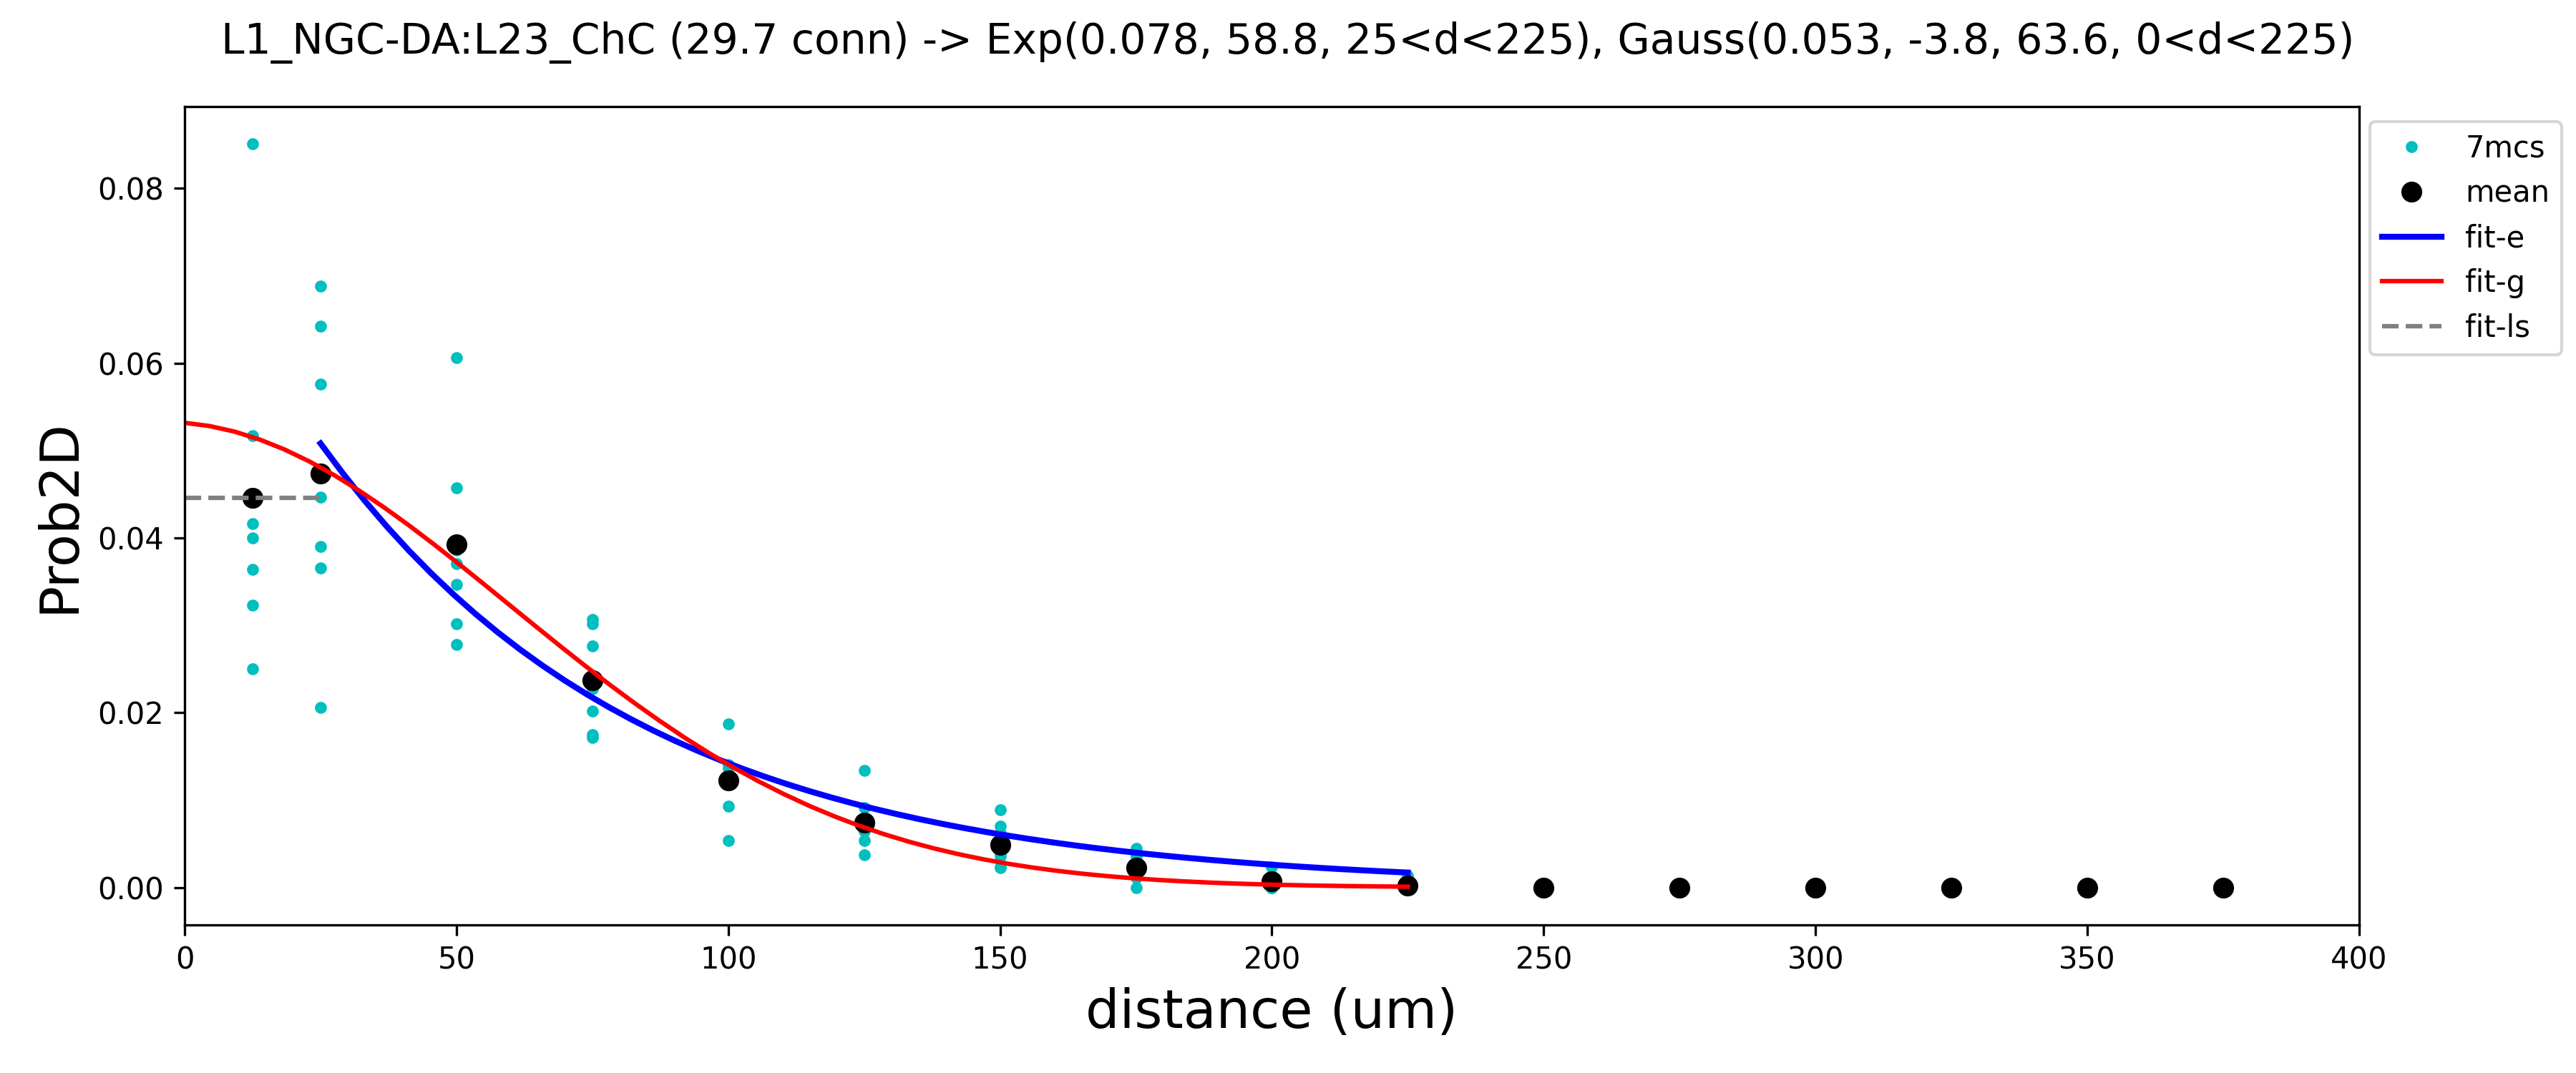 L1_NGC-DA:L23_ChC (29.7 conn) -> Exp(0.078, 58.8, 25<d<225), Gauss(0.053, -3.8, 63.6, 0<d<225)
7mcs
mean
fit-e
fit-g
fit-ls
Prob2D
0.08
0.06
0.04
0.02
0.00
0 50 100 150 200 250 300 350 400
distance (um)